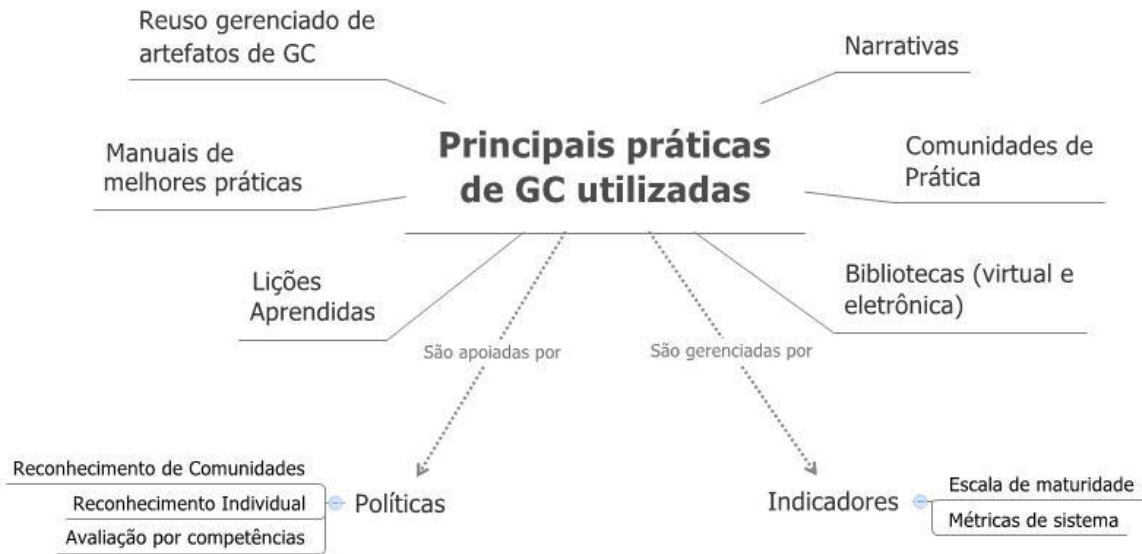 Reuso gerenciado de
artefatos de GC
Narrativas
Principais práticas
de GC utilizadas
Manuais de
melhores práticas
Comunidades de
Prática
Lições
Aprendidas
Bibliotecas (virtual e
eletrônica)
São apoiadas por
São gerenciadas por
Reconhecimento de Comunidades
Reconhecimento Individual
Avaliação por competências
Políticas
Indicadores
Escala de maturidade
Métricas de sistema